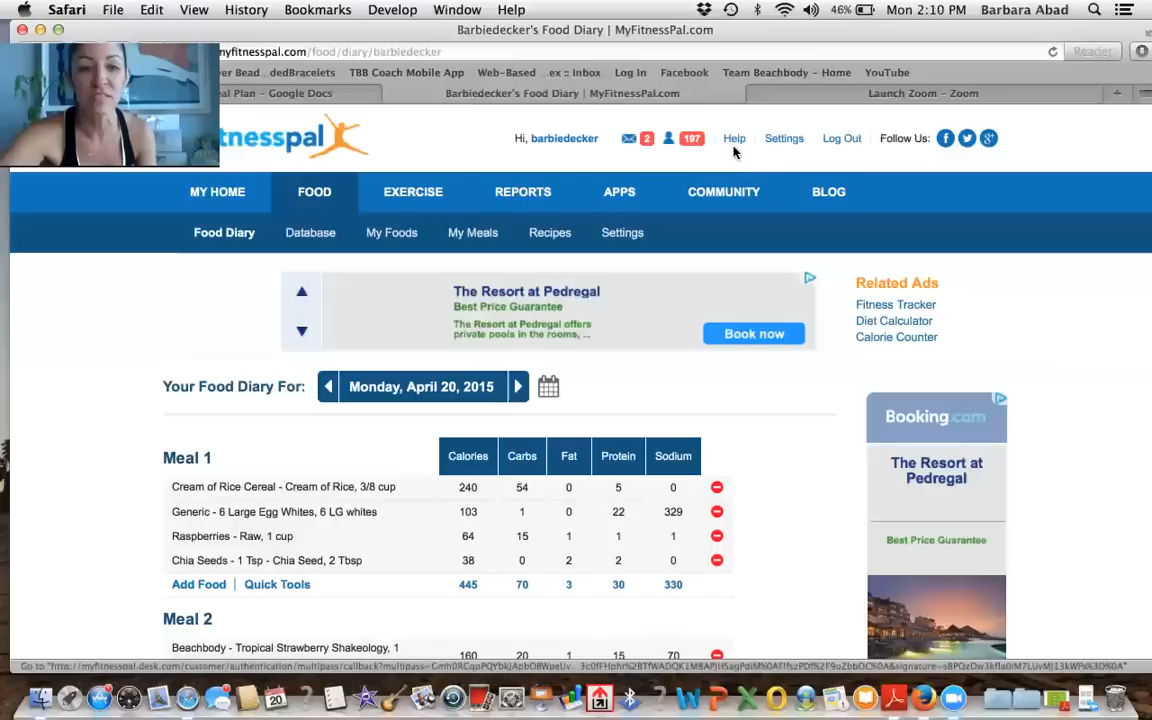 Safari File Edit View History Bookmarks Develop Window Help 46% Mon 2:10 PM Barbara Abad
Barbiedecker's Food Diary | MyFitnessPal.com
myfitnesspal.com/food/diary/barbiedecker Reader
TBB Coach Mobile App Web-Based ...ex :: Inbox Log In Facebook Team Beachbody - Home YouTube
Plan - Google Docs Barbiedecker's Food Diary | MyFitnessPal.com Launch Zoom - Zoom
fitnesspal Hi, barbiedecker 2 197 Help Settings Log Out Follow Us:
MY HOME FOOD EXERCISE REPORTS APPS COMMUNITY BLOG
Food Diary Database My Foods My Meals Recipes Settings
The Resort at Pedregal
Best Price Guarantee
The Resort at Pedregal offers
private pools in the rooms, ...
Book now
Related Ads
Fitness Tracker
Diet Calculator
Calorie Counter
Your Food Diary For: Monday, April 20, 2015
Booking.com
The Resort at
Pedregal
Best Price Guarantee
Meal 1 Calories Carbs Fat Protein Sodium
Cream of Rice Cereal - Cream of Rice, 3/8 cup 240 54 0 5 0
Generic - 6 Large Egg Whites, 6 LG whites 103 1 0 22 329
Raspberries - Raw, 1 cup 64 15 1 1 1
Chia Seeds - 1 Tsp - Chia Seed, 2 Tbsp 38 0 2 2 0
Add Food | Quick Tools 445 70 3 30 330
Meal 2
Beachbody - Tropical Strawberry Shakeology, 1 160 20 1 15 70